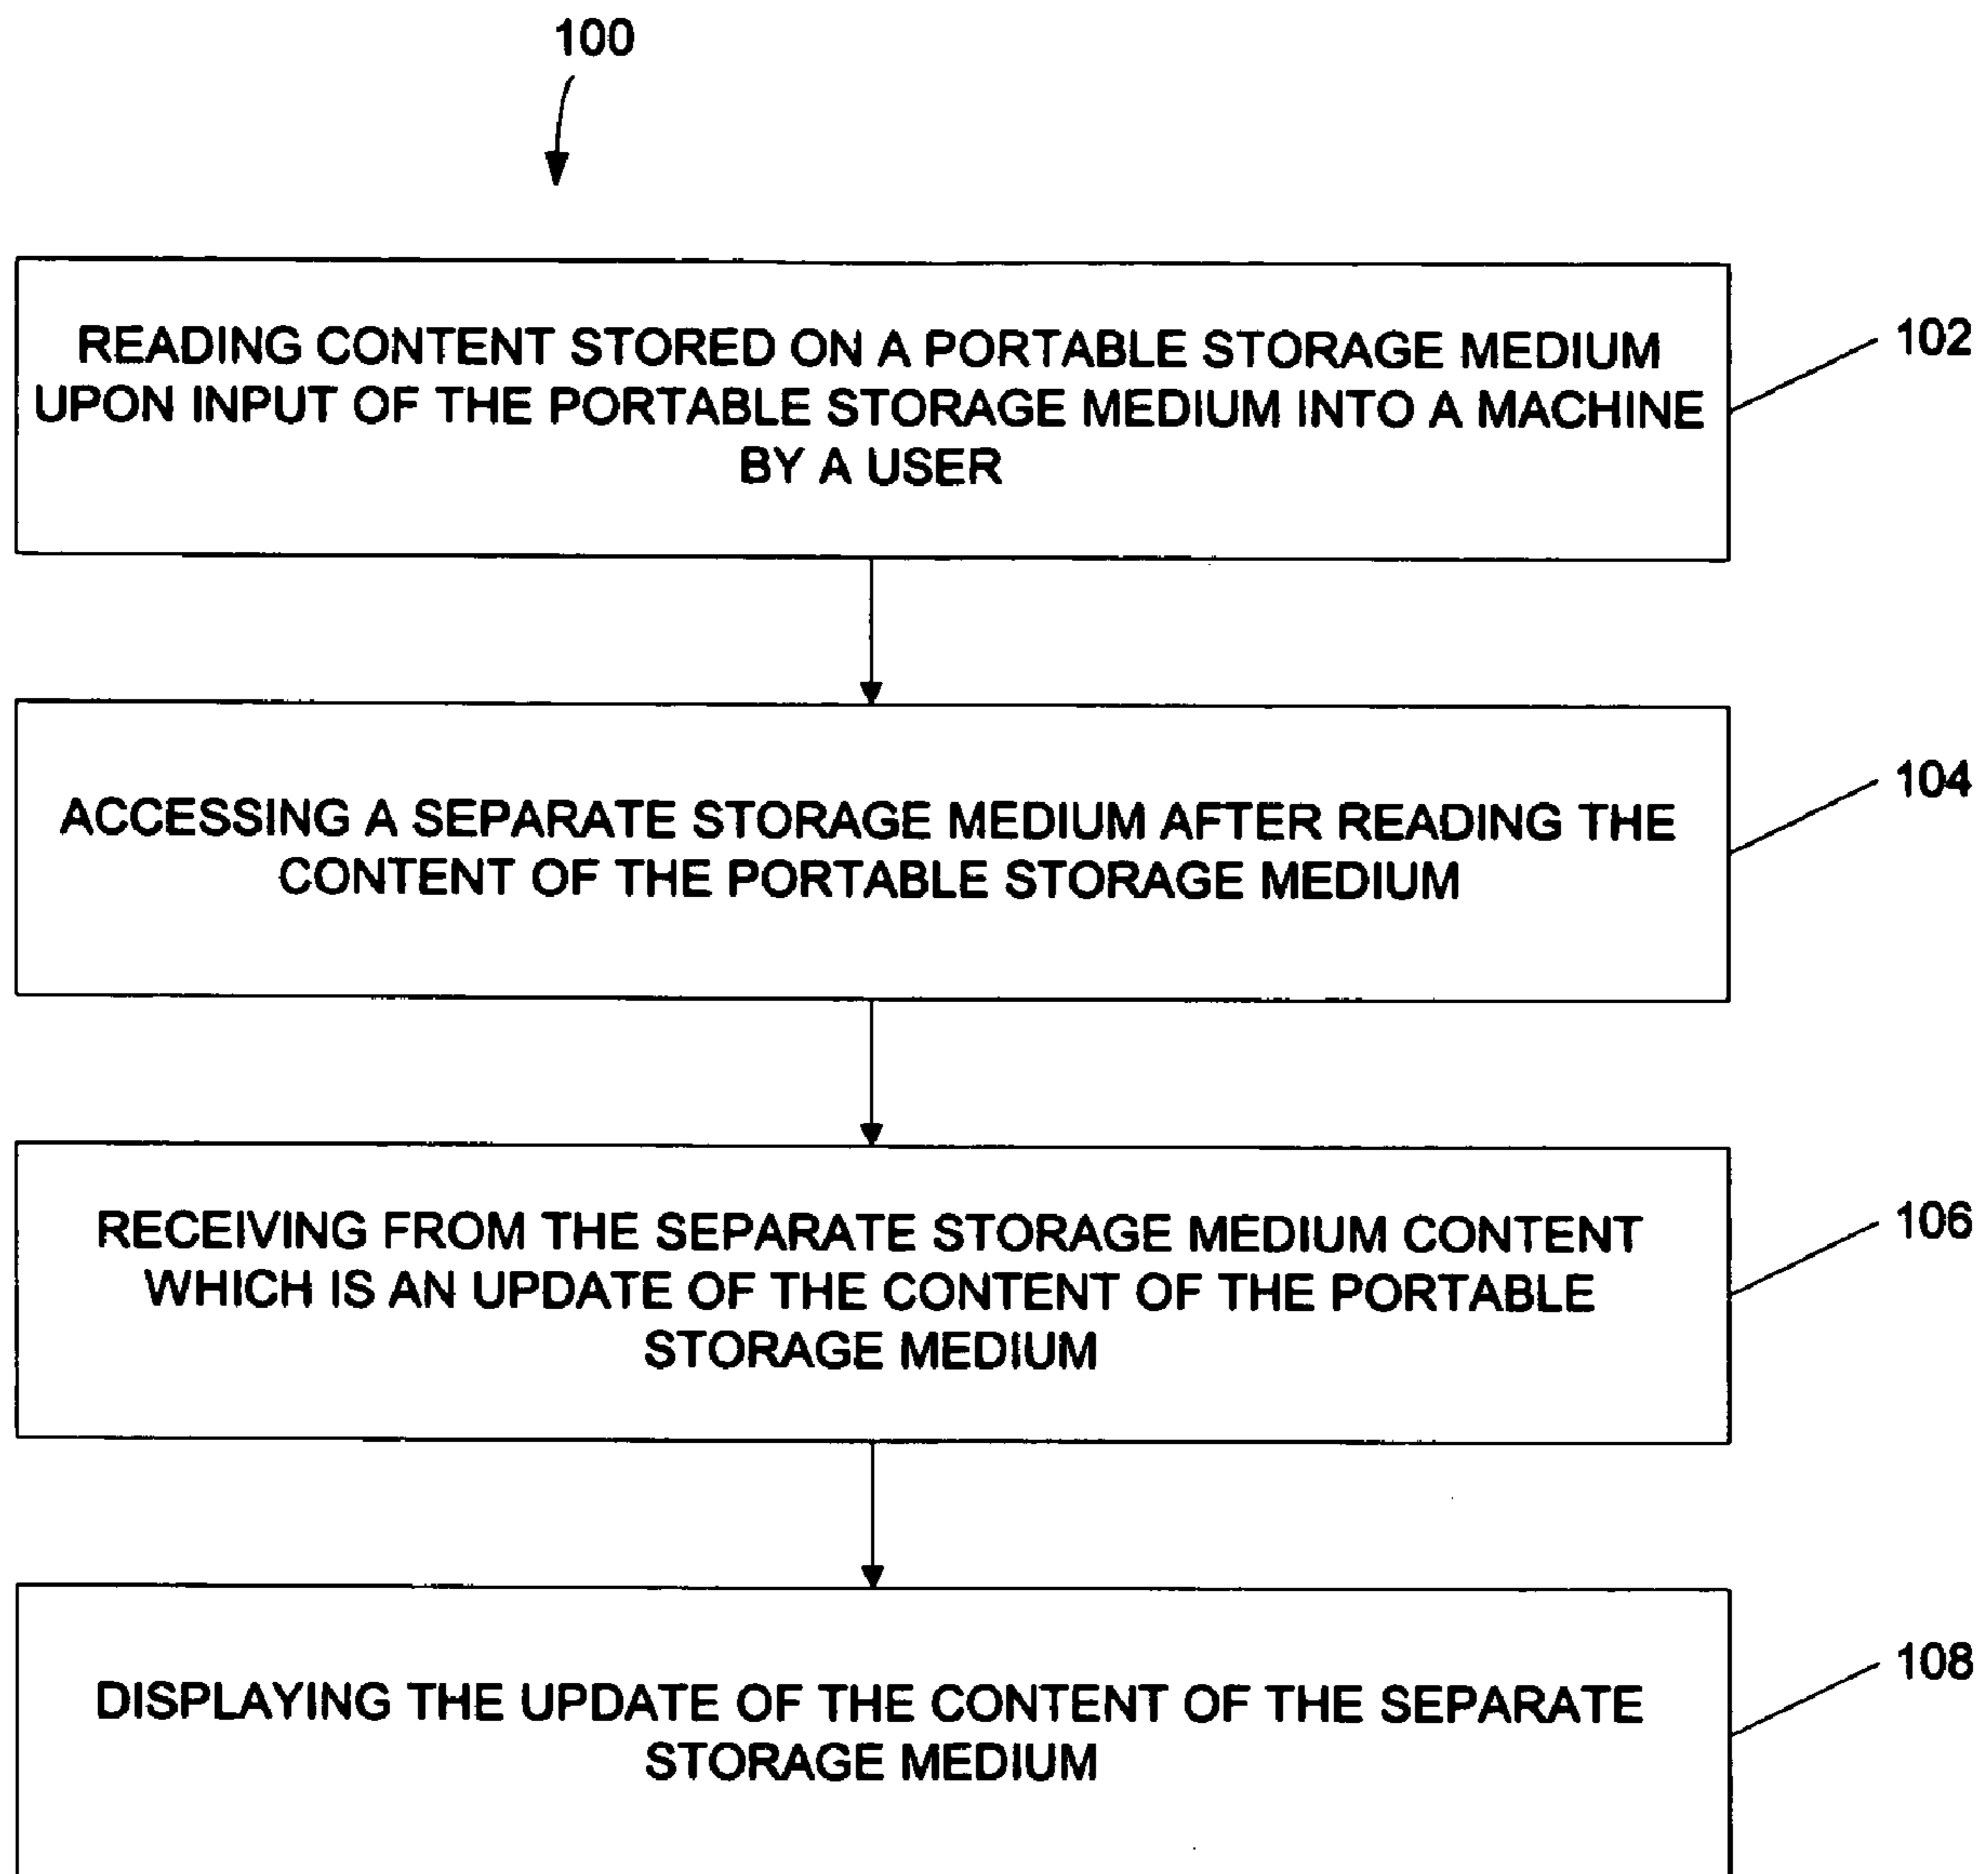 100
READING CONTENT STORED ON A PORTABLE STORAGE MEDIUM
UPON INPUT OF THE PORTABLE STORAGE MEDIUM INTO A MACHINE
BY A USER
102
ACCESSING A SEPARATE STORAGE MEDIUM AFTER READING THE
CONTENT OF THE PORTABLE STORAGE MEDIUM
104
RECEIVING FROM THE SEPARATE STORAGE MEDIUM CONTENT
WHICH IS AN UPDATE OF THE CONTENT OF THE PORTABLE
STORAGE MEDIUM
106
DISPLAYING THE UPDATE OF THE CONTENT OF THE SEPARATE
STORAGE MEDIUM
108